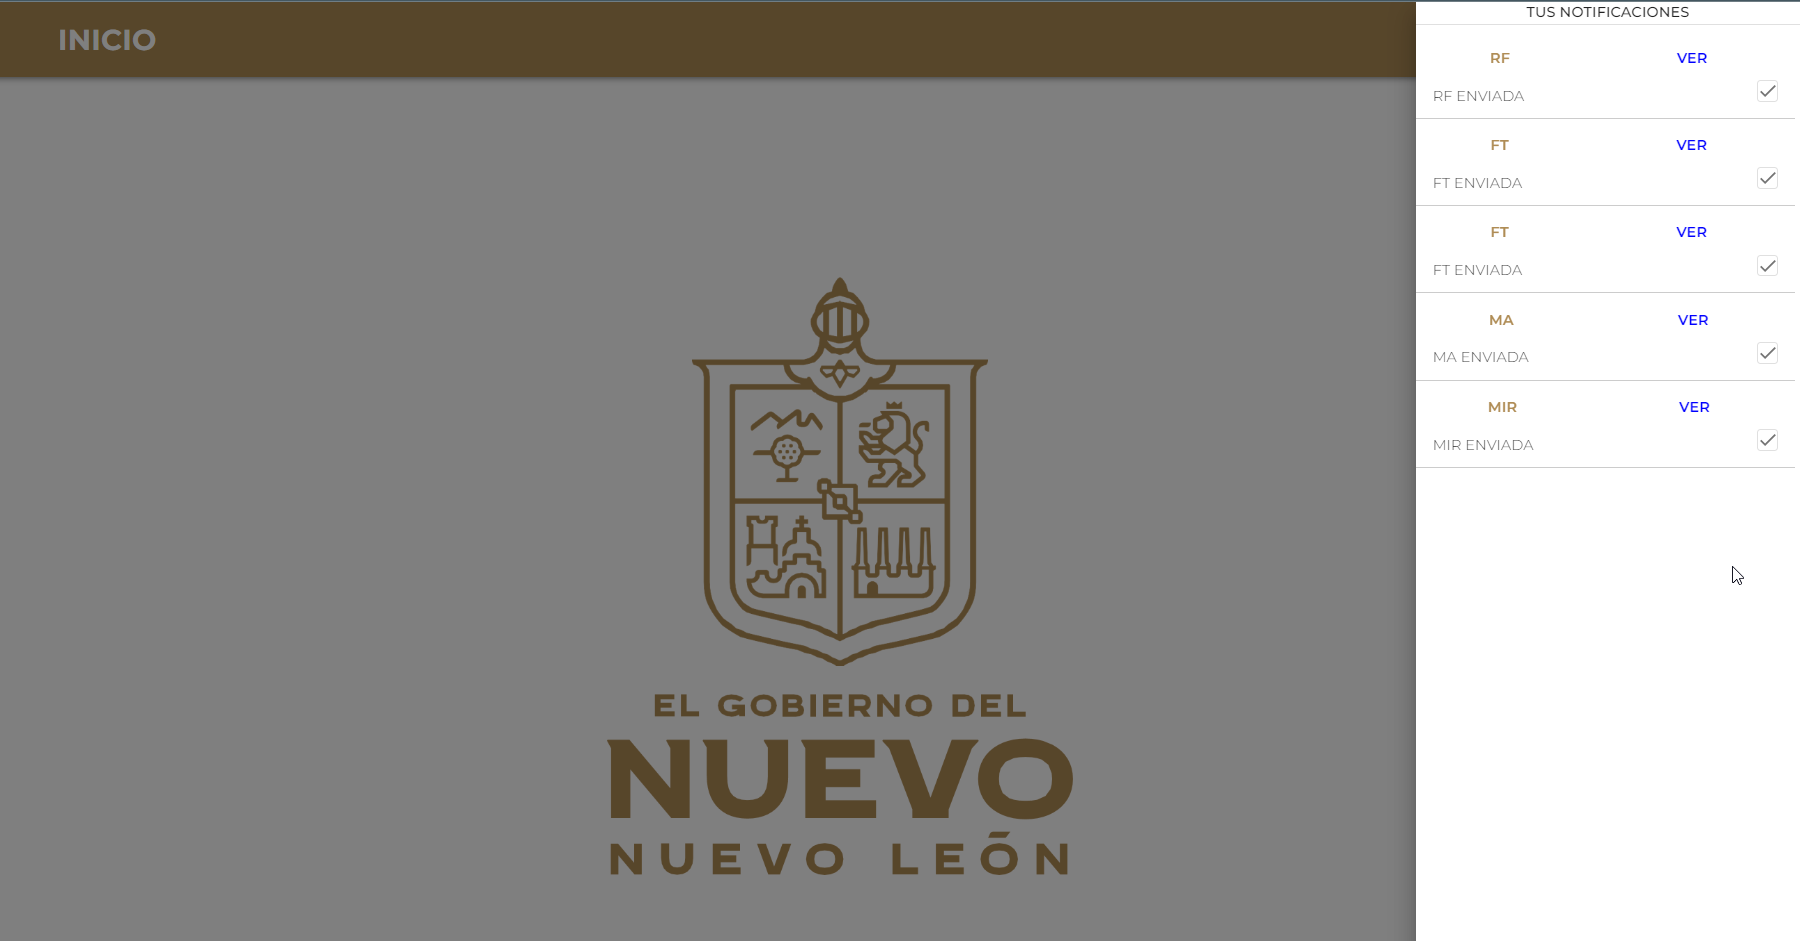 INICIO
TUS NOTIFICACIONES
RF VER
RF ENVIADA
FT VER
FT ENVIADA
FT VER
FT ENVIADA
MA VER
MA ENVIADA
MIR VER
MIR ENVIADA
EL GOBIERNO DEL
NUEVO
NUEVO LEÓN